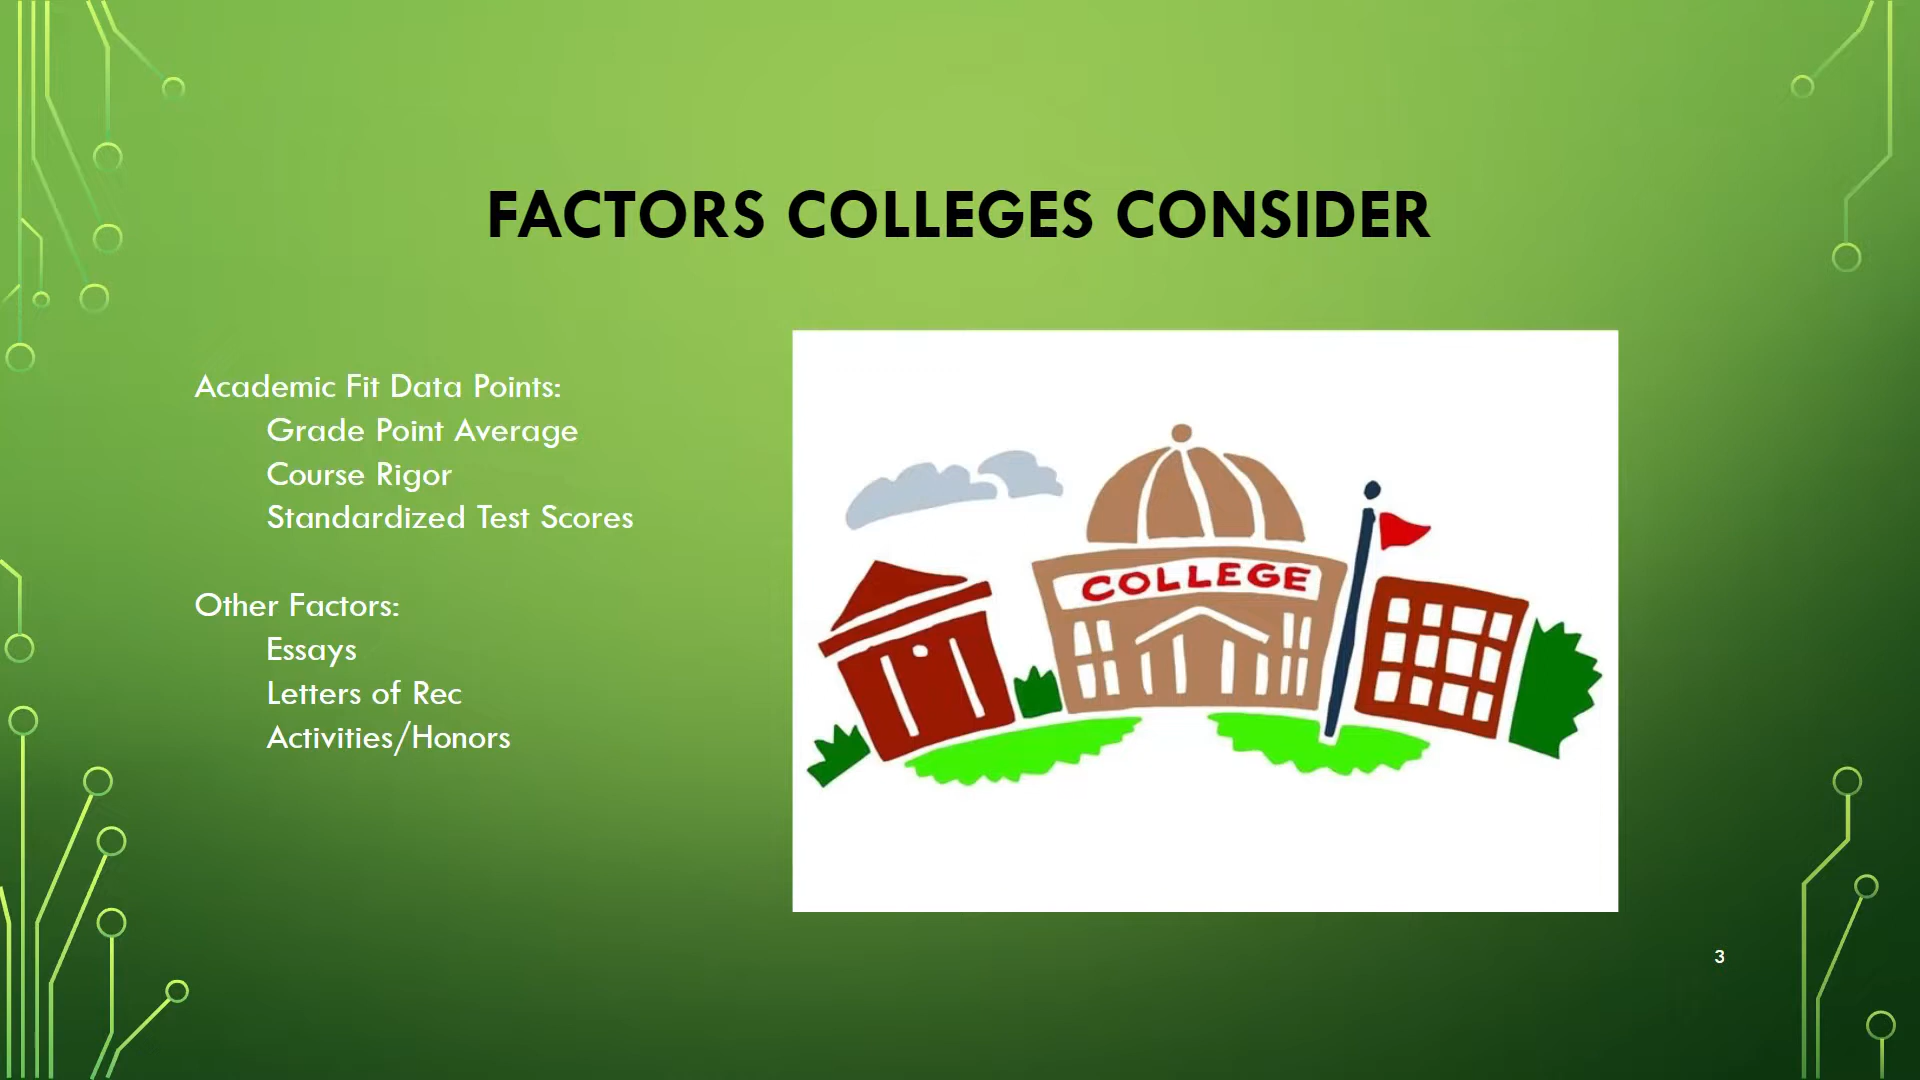 FACTORS COLLEGES CONSIDER
Academic Fit Data Points:
Grade Point Average
Course Rigor
Standardized Test Scores
Other Factors:
Essays
Letters of Rec
Activities/Honors
COLLEGE
3